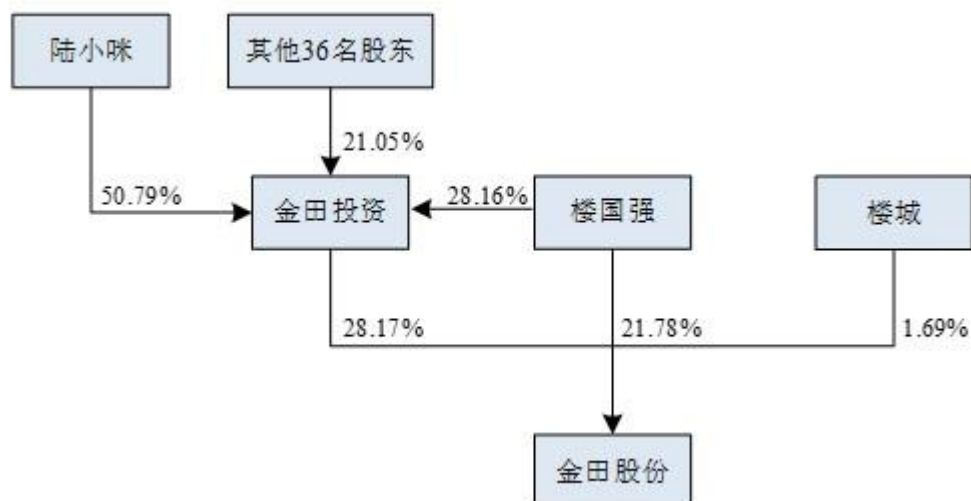 陆小咪
其他36名股东
21.05%
50.79%
金田投资
28.16%
楼国强
楼城
28.17%
21.78%
1.69%
金田股份